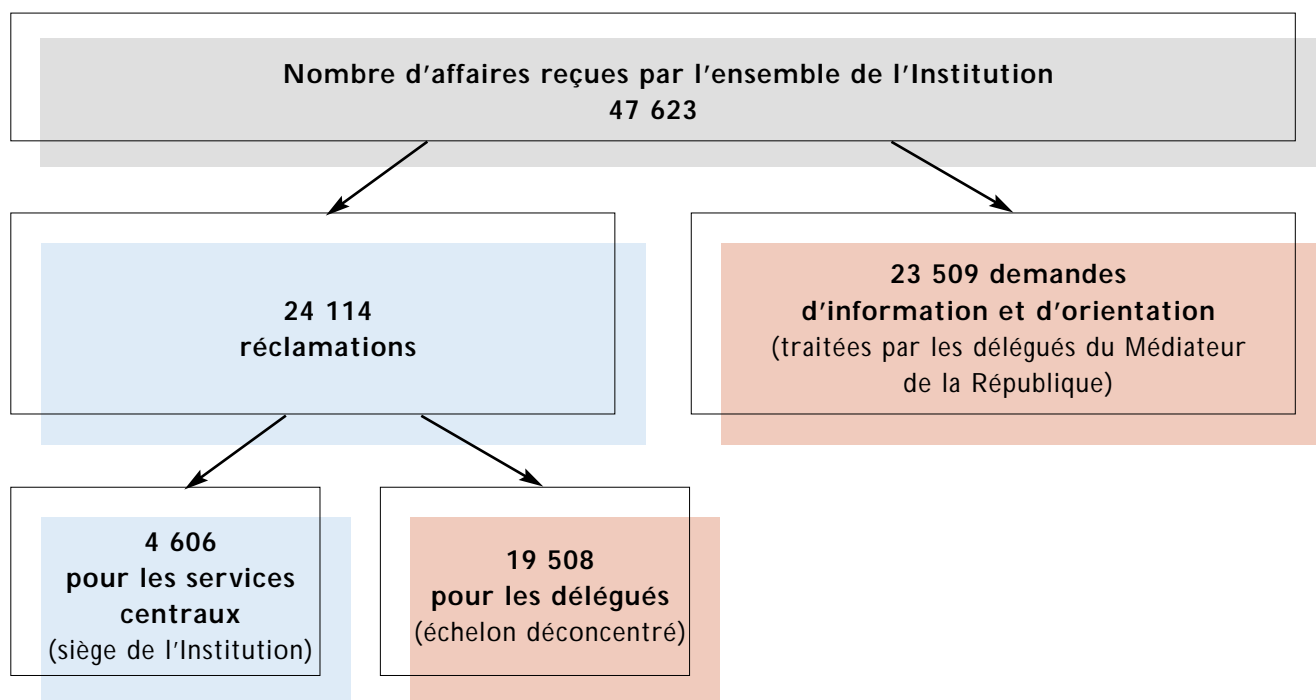 Nombre d'affaires reçues par l'ensemble de l'Institution
47 623
24 114
réclamations
23 509 demandes
d'information et d'orientation
(traitées par les délégués du Médiateur
de la République)
4 606
pour les services
centraux
(siège de l'Institution)
19 508
pour les délégués
(échelon déconcentré)